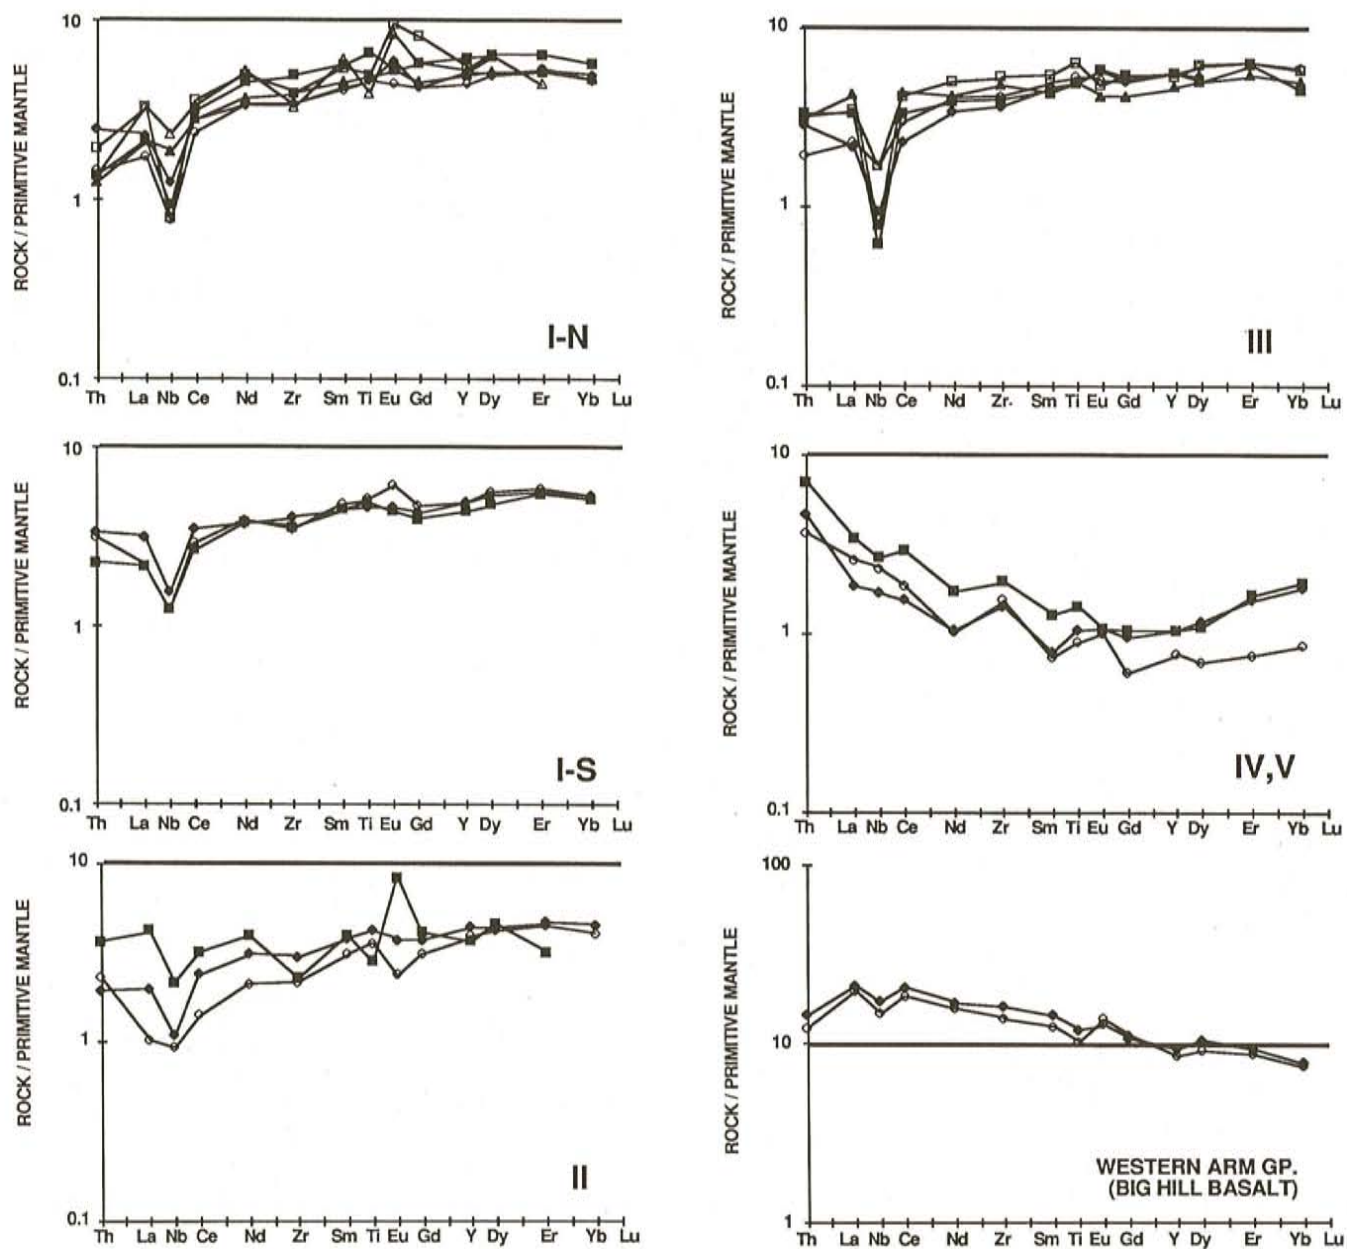 10
ROCK / PRIMITIVE MANTLE
1
I-N
0.1
Th La Nb Ce Nd Zr Sm Ti Eu Gd Y Dy Er Yb Lu
10
ROCK / PRIMITIVE MANTLE
1
III
0.1
Th La Nb Ce Nd Zr. Sm Ti Eu Gd Y Dy Er Yb Lu
10
ROCK / PRIMITIVE MANTLE
1
I-S
0.1
Th La Nb Ce Nd Zr Sm Ti Eu Gd Y Dy Er Yb Lu
10
ROCK / PRIMITIVE MANTLE
1
IV,V
0.1
Th La Nb Ce Nd Zr Sm Ti Eu Gd Y Dy Er Yb Lu
10
ROCK / PRIMITIVE MANTLE
1
II
0.1
Th La Nb Ce Nd Zr Sm Ti Eu Gd Y Dy Er Yb Lu
100
ROCK / PRIMITIVE MANTLE
10
WESTERN ARM GP.
(BIG HILL BASALT)
1
Th La Nb Ce Nd Zr Sm Ti Eu Gd Y Dy Er Yb Lu